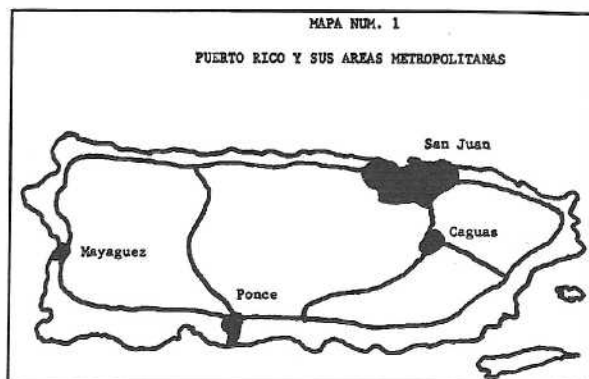 MAPA NUM. 1
PUERTO RICO Y SUS AREAS METROPOLITANAS
San Juan
Caguas
Mayaguez
Ponce